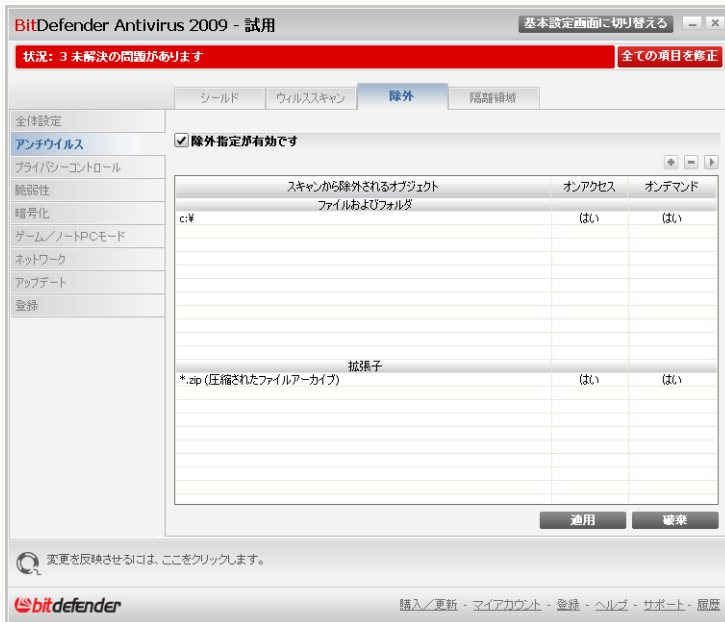 BitDefender Antivirus 2009 - 試用
基本設定画面に切り替える
状況: 3 未解決の問題があります
全ての項目を修正
シールド
ウィルススキャン
除外
隔離領域
全体設定
アンチウイルス
プライバシーコントロール
脆弱性
暗号化
ゲーム／ノートPCモード
ネットワーク
アップデート
登録
除外指定が有効です
スキャンから除外されるオブジェクト オンアクセス オンデマンド
ファイルおよびフォルダ
c:¥ はい はい
拡張子
*.zip (圧縮されたファイルアーカイブ) はい はい
適用
破棄
変更を反映させるには、ここをクリックします。
bitdefender
購入／更新 - マイアカウント - 登録 - ヘルプ - サポート - 履歴